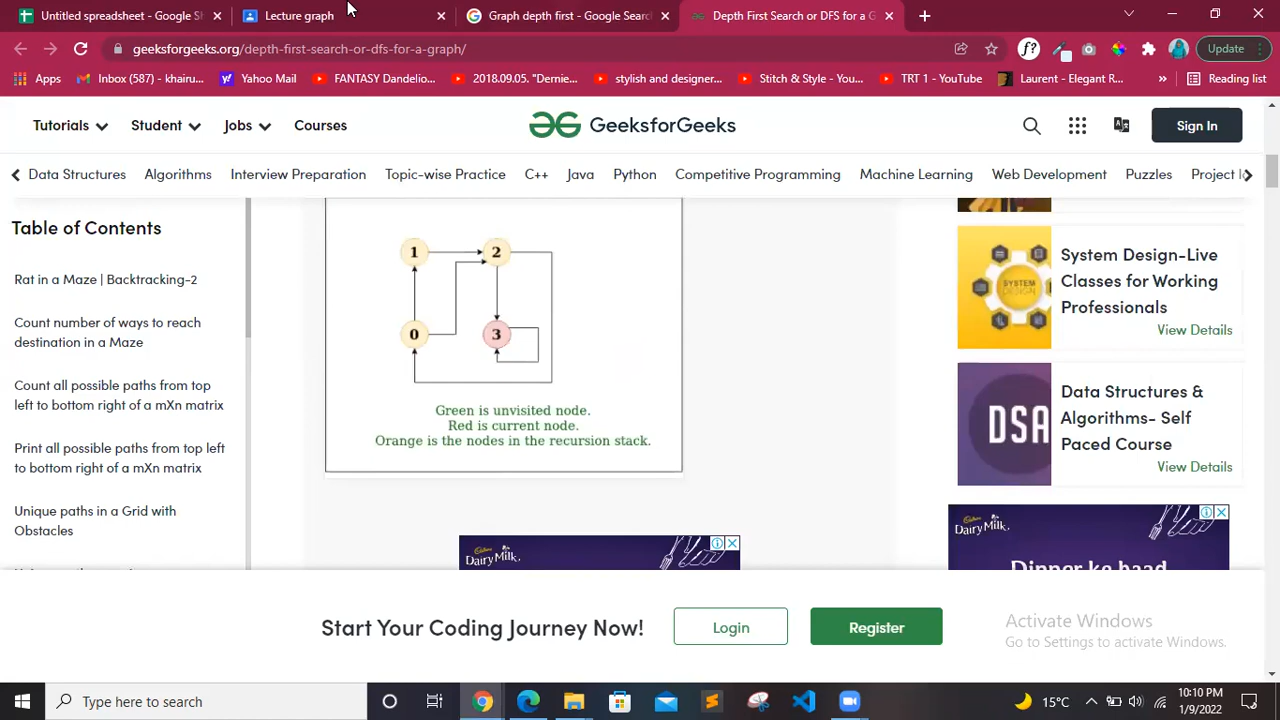 Untitled spreadsheet - Google Sh
Lecture graph
Graph depth first - Google Search
Depth First Search or DFS for a G
geeksforgeeks.org/depth-first-search-or-dfs-for-a-graph/
f?
Update
Apps
Inbox (587) - khairu...
Yahoo Mail
FANTASY Dandelio...
2018.09.05. "Dernie...
stylish and designer...
Stitch & Style - You...
TRT 1 - YouTube
Laurent - Elegant R...
»
Reading list
Tutorials
Student
Jobs
Courses
GeeksforGeeks
Sign In
Data Structures
Algorithms
Interview Preparation
Topic-wise Practice
C++
Java
Python
Competitive Programming
Machine Learning
Web Development
Puzzles
Project
Table of Contents
Rat in a Maze | Backtracking-2
Count number of ways to reach
destination in a Maze
Count all possible paths from top
left to bottom right of a mXn matrix
Print all possible paths from top left
to bottom right of a mXn matrix
Unique paths in a Grid with
Obstacles
1 2
0 3
Green is unvisited node.
Red is current node.
Orange is the nodes in the recursion stack.
Dairy Milk
System Design-Live
Classes for Working
Professionals
View Details
DSA
Data Structures &
Algorithms- Self
Paced Course
View Details
Cadbury
Dairy Milk
Dinner ke baad
Start Your Coding Journey Now!
Login
Register
Activate Windows
Go to Settings to activate Windows.
Type here to search
15°C
10:10 PM
1/9/2022